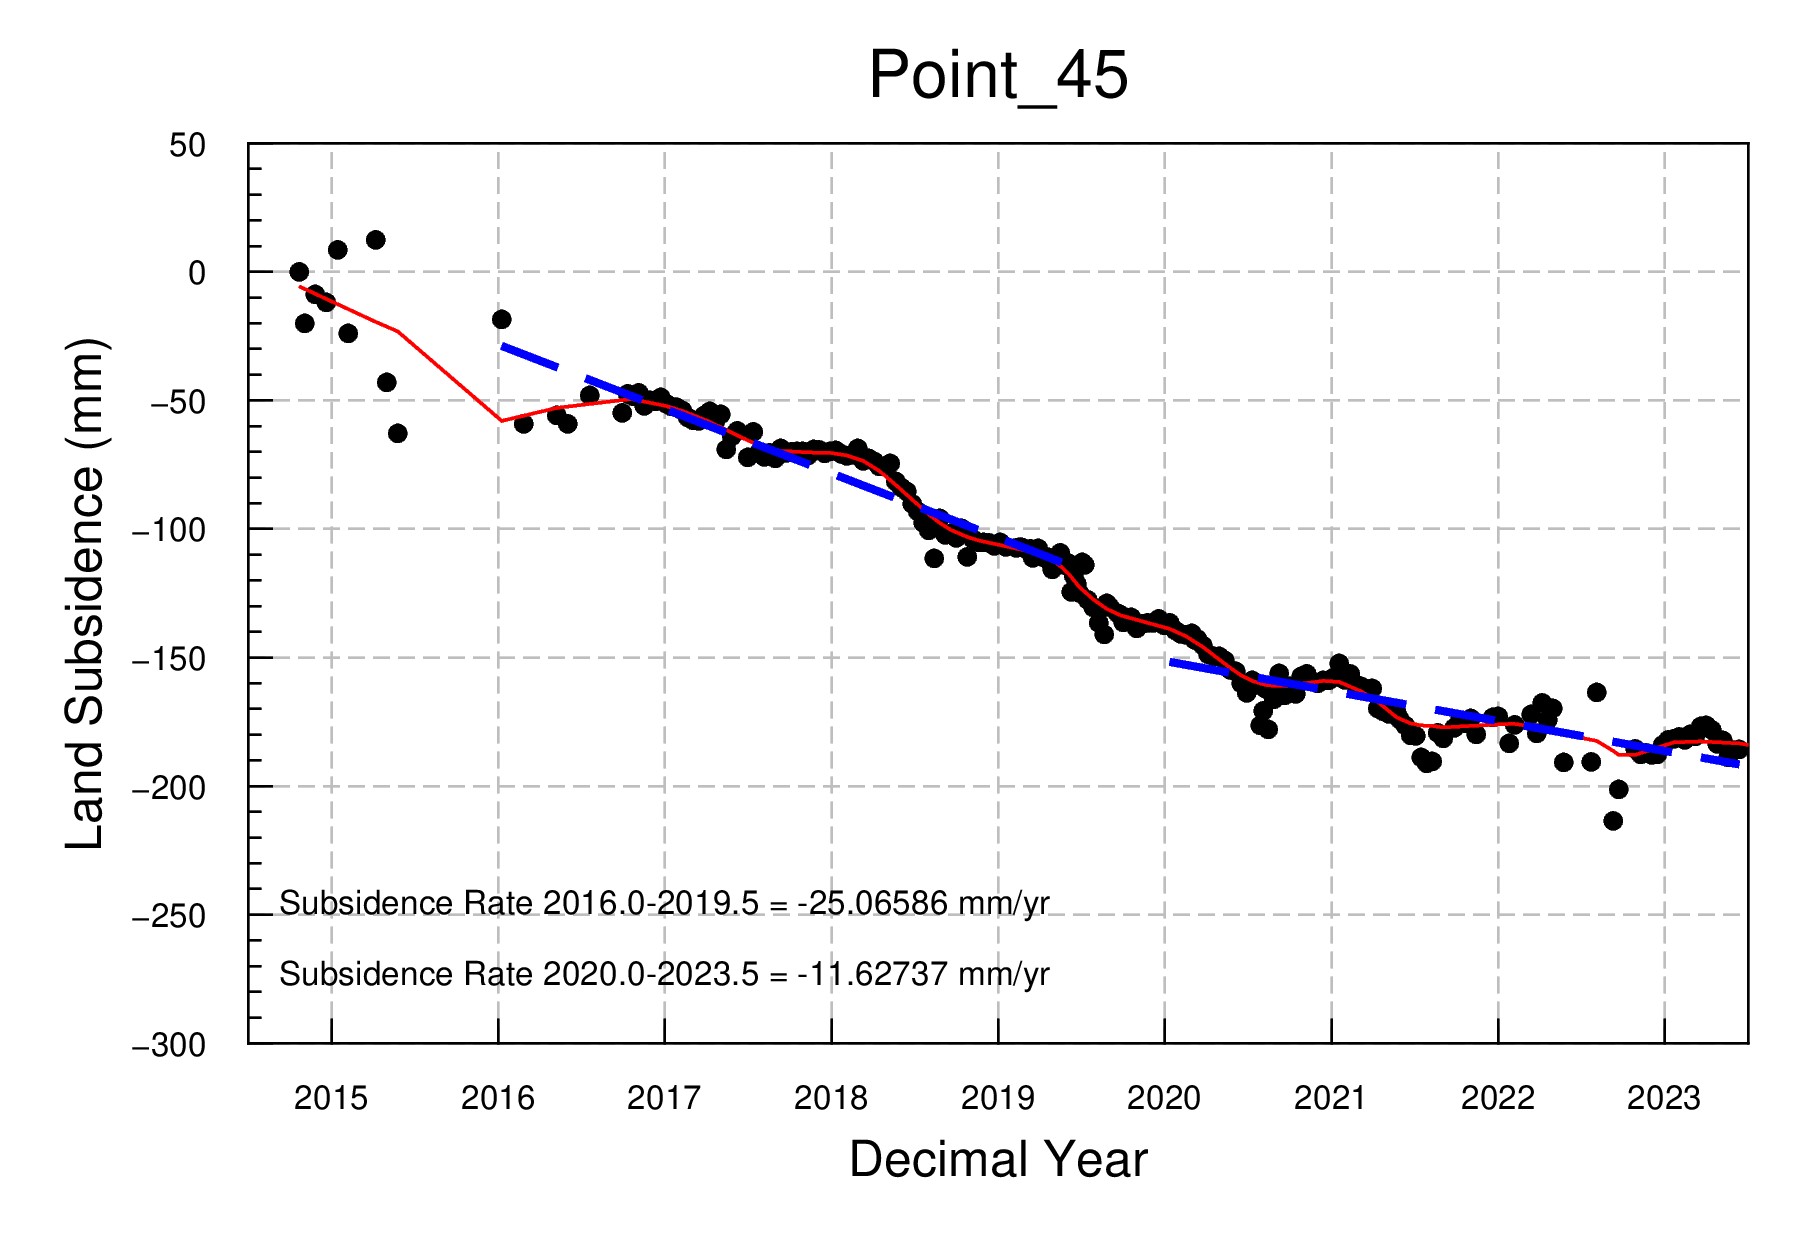 Point_45
50
0
−50
−100
−150
−200
−250
−300
Land Subsidence (mm)
Subsidence Rate 2016.0-2019.5 = -25.06586 mm/yr
Subsidence Rate 2020.0-2023.5 = -11.62737 mm/yr
2015 2016 2017 2018 2019 2020 2021 2022 2023
Decimal Year